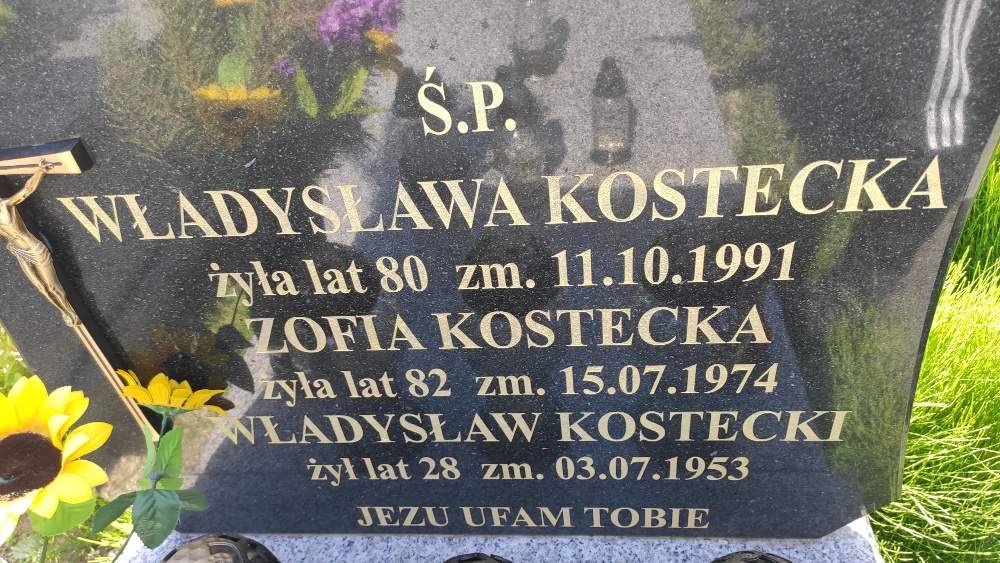 Ś.P.
WŁADYSŁAWA KOSTECKA
żyła lat 80 zm. 11.10.1991
ZOFIA KOSTECKA
żyła lat 82 zm. 15.07.1974
WŁADYSŁAW KOSTECKI
żył lat 28 zm. 03.07.1953
JEZU UFAM TOBIE